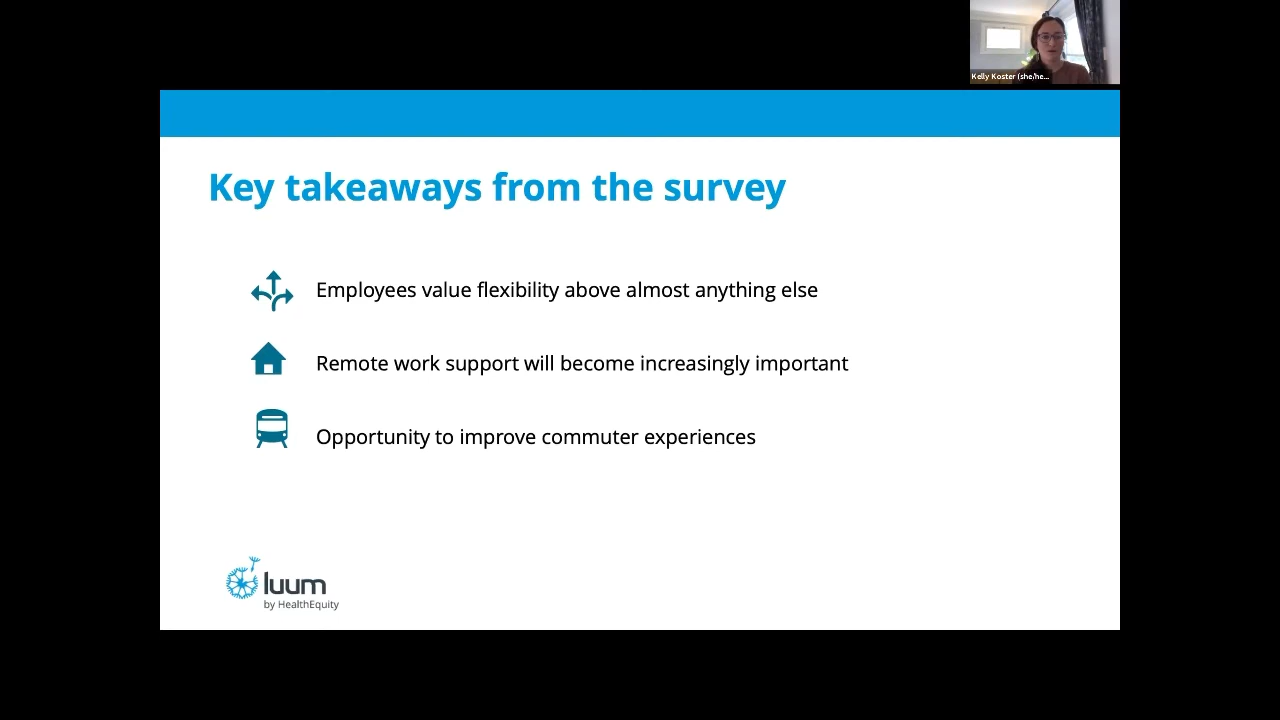 Kelly Koster (she/he...
Key takeaways from the survey
Employees value flexibility above almost anything else
Remote work support will become increasingly important
Opportunity to improve commuter experiences
luum
by HealthEquity